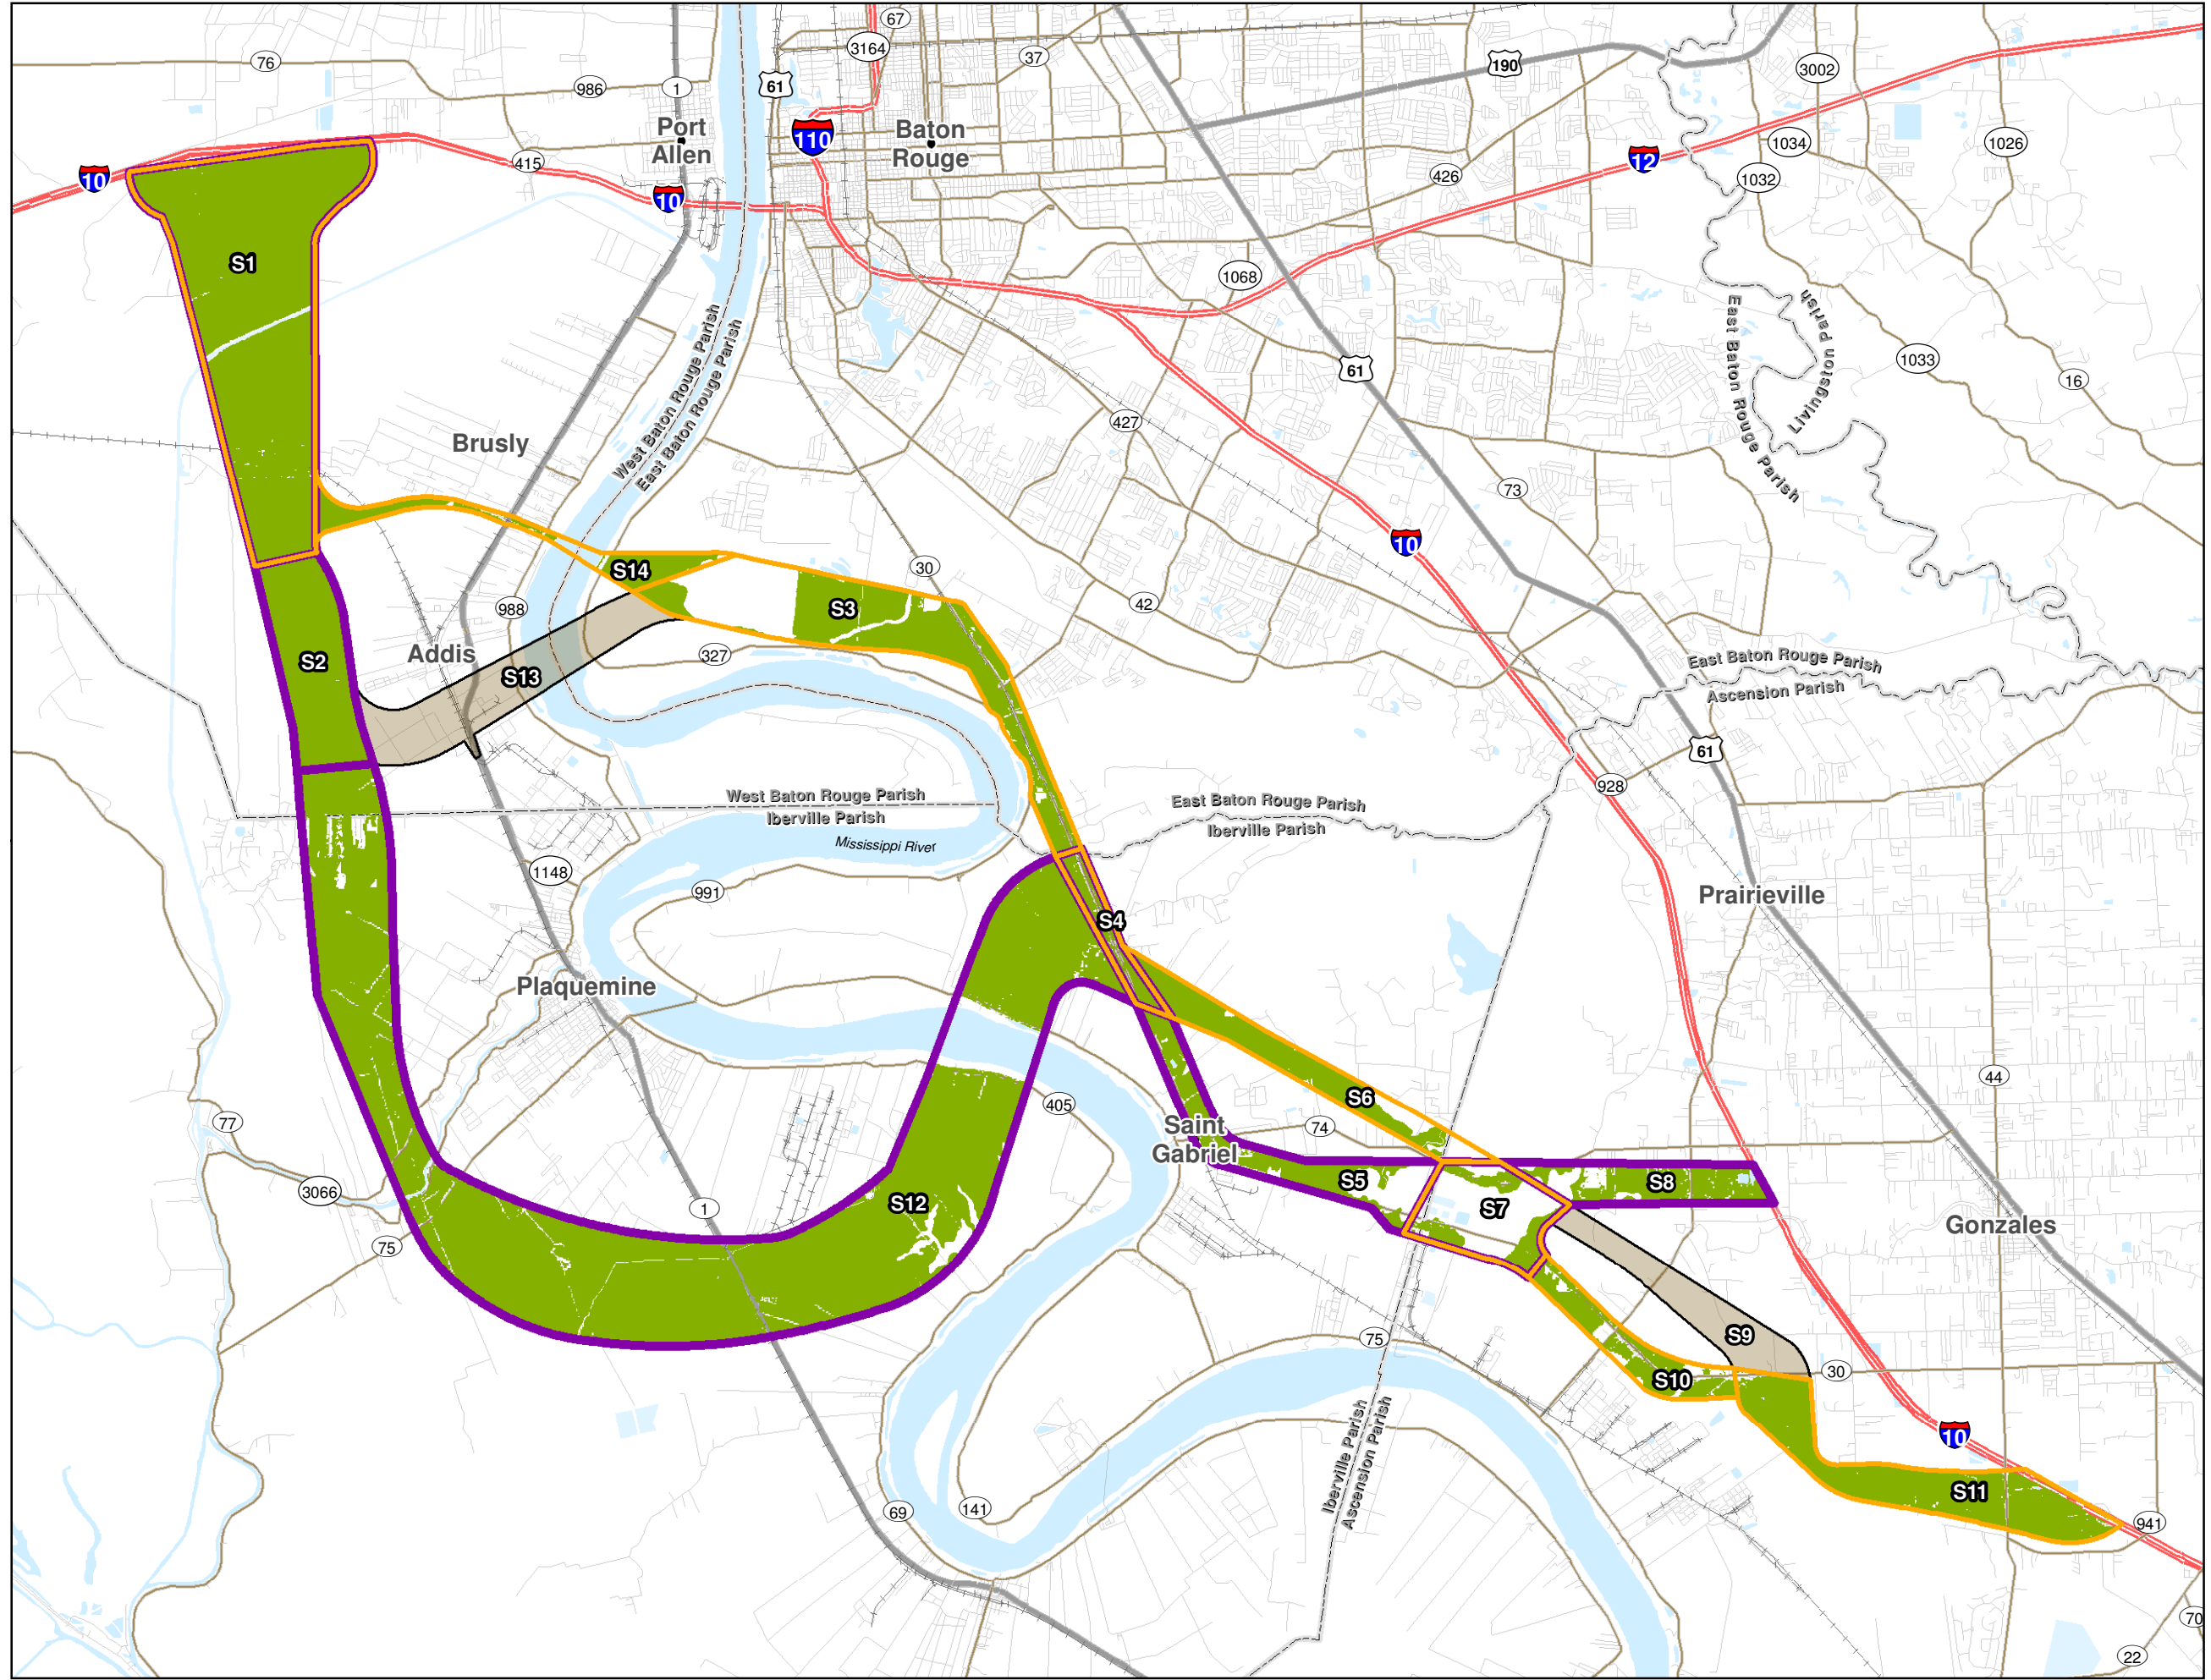 67
3164
76
37
190
3002
61
986
1
110
Port
Allen
Baton
Rouge
1034
1026
12
415
426
1032
10
10
S1
1068
West Baton Rouge Parish
East Baton Rouge Parish
East Baton Rouge Parish
Livingston Parish
1033
61
16
427
Brusly
73
10
30
S14
S3
988
42
Addis
327
S2
S13
East Baton Rouge Parish
Ascension Parish
61
928
West Baton Rouge Parish
Iberville Parish
East Baton Rouge Parish
Iberville Parish
Mississippi River
1148
991
Prairieville
S4
Plaquemine
44
S6
405
77
Saint
Gabriel
74
3066
S5
S8
S12
1
S7
Gonzales
75
75
S9
30
S10
10
Iberville Parish
Ascension Parish
S11
69
141
941
70
22